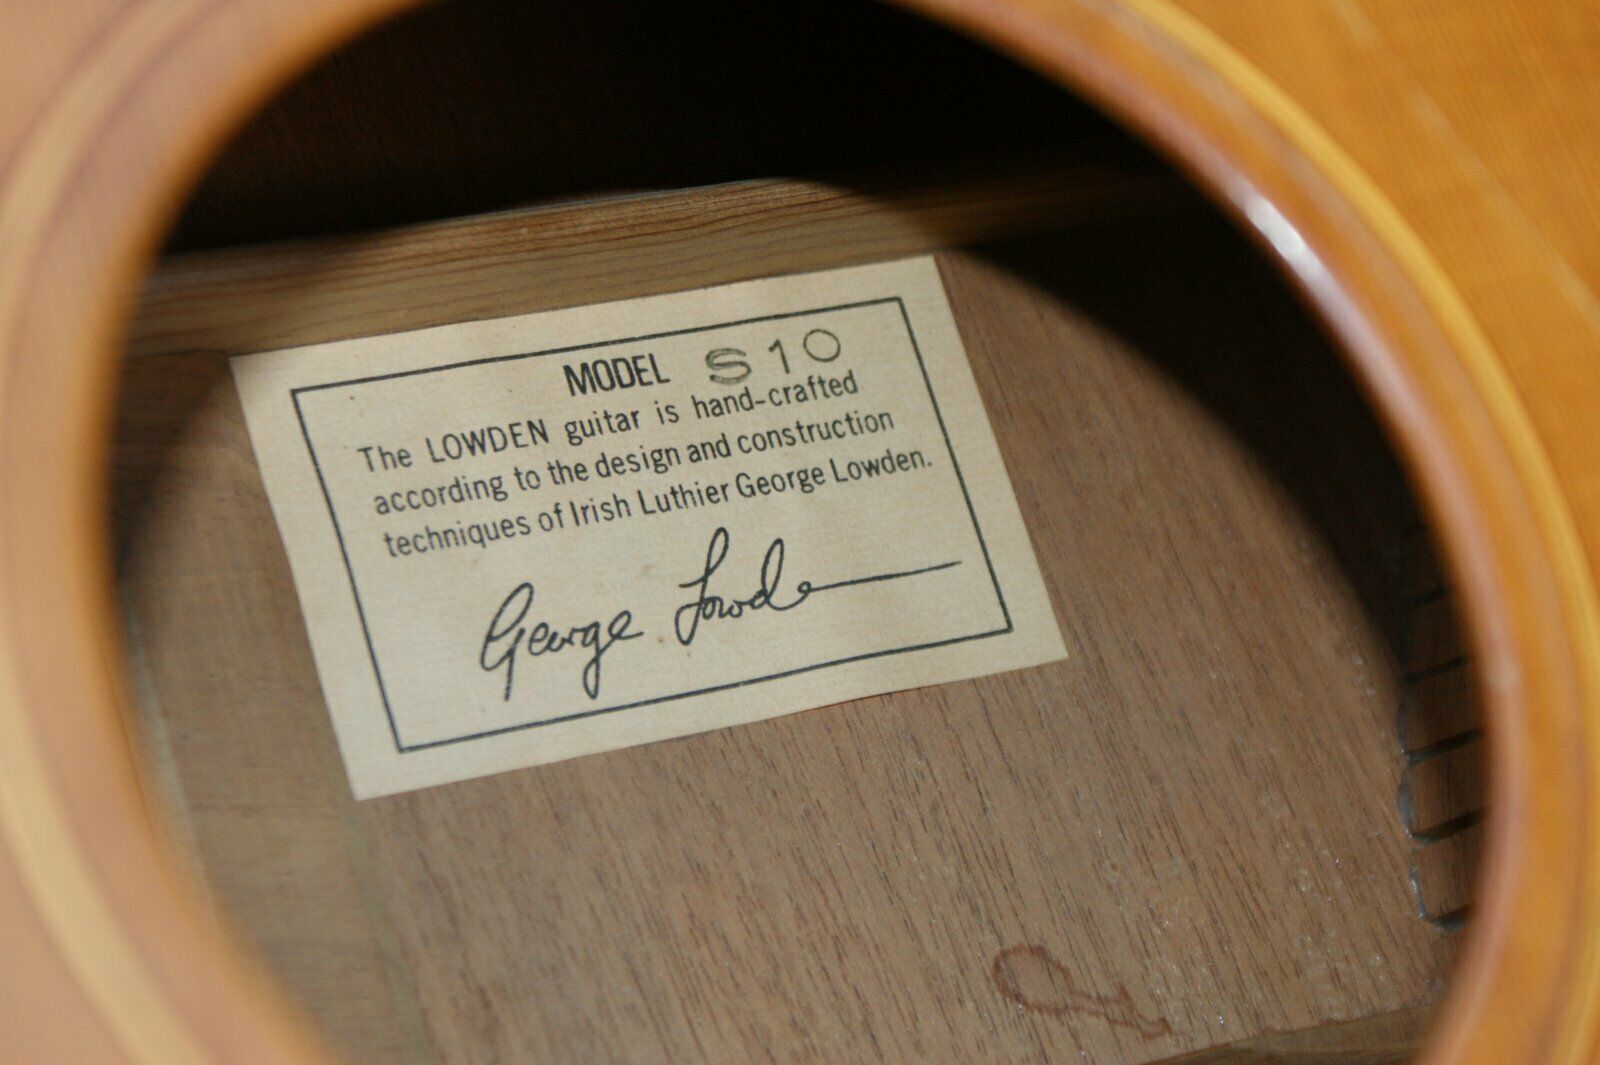 MODEL S10
The LOWDEN guitar is hand-crafted
according to the design and construction
techniques of Irish Luthier George Lowden.
George Lowden